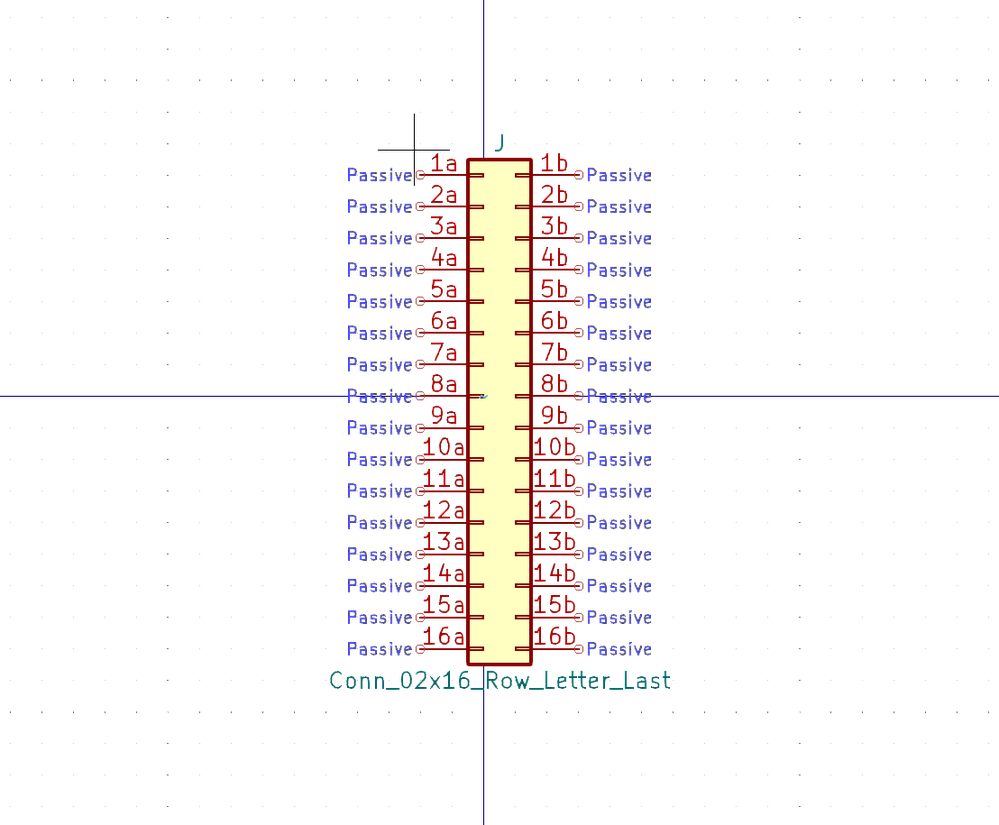 J
Passive 1a 1b Passive
Passive 2a 2b Passive
Passive 3a 3b Passive
Passive 4a 4b Passive
Passive 5a 5b Passive
Passive 6a 6b Passive
Passive 7a 7b Passive
Passive 8a 8b Passive
Passive 9a 9b Passive
Passive 10a 10b Passive
Passive 11a 11b Passive
Passive 12a 12b Passive
Passive 13a 13b Passive
Passive 14a 14b Passive
Passive 15a 15b Passive
Passive 16a 16b Passive
Conn_02x16_Row_Letter_Last